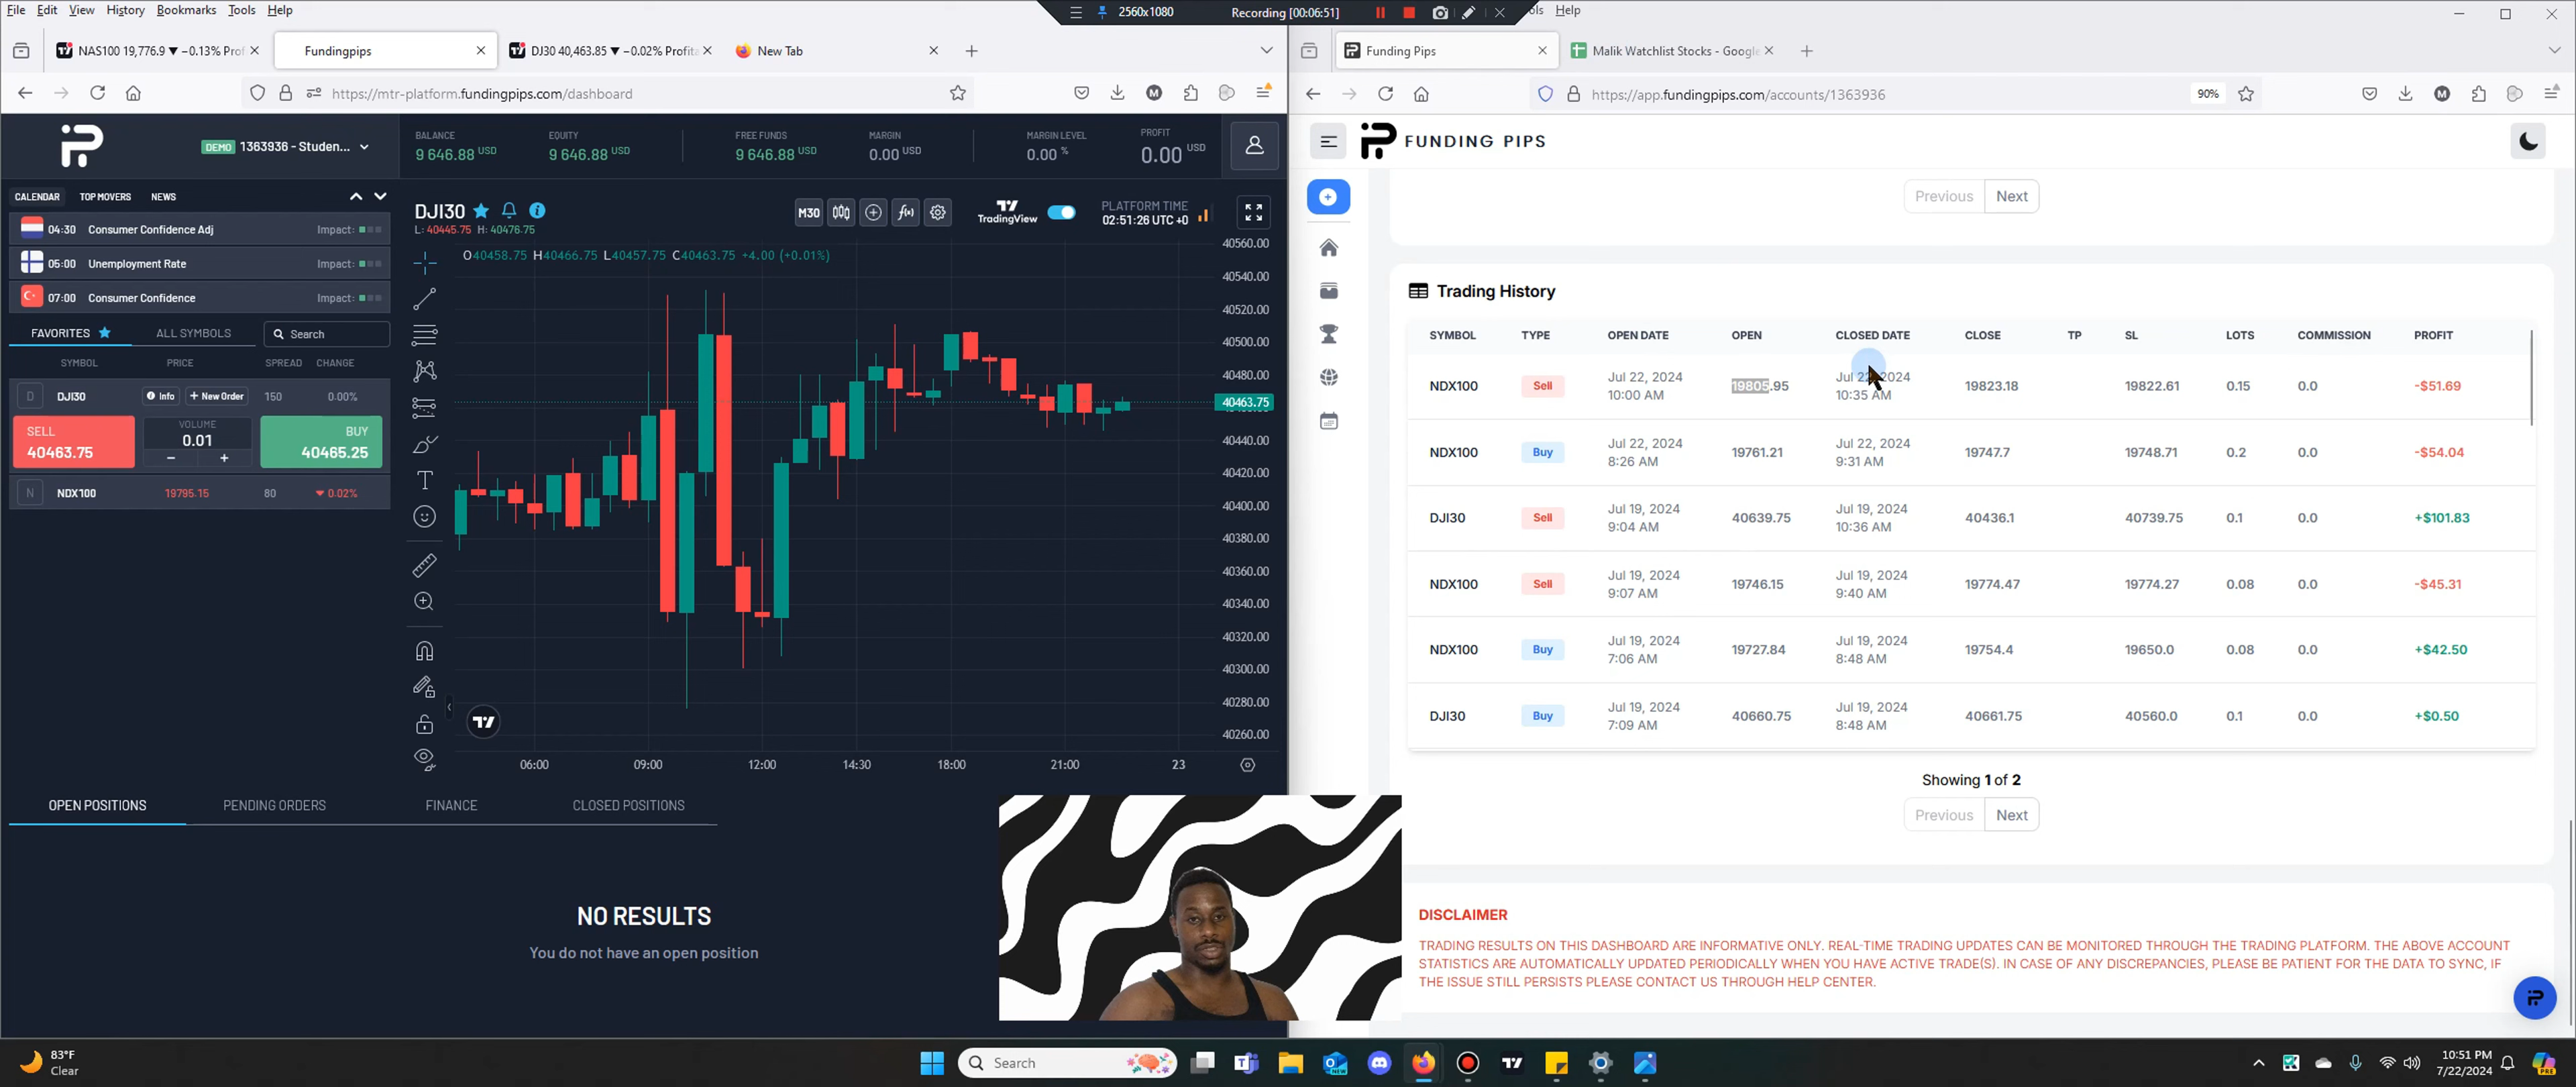 File Edit View History Bookmarks Tools Help
2560x1080 Recording [00:06:51]
ols Help
NAS100 19,776.9 ▼ −0.13% Prof
Fundingpips
DJ30 40,463.85 ▼ −0.02% Profita
New Tab
Funding Pips
Malik Watchlist Stocks - Google
https://mtr-platform.fundingpips.com/dashboard
https://app.fundingpips.com/accounts/1363936
90%
DEMO 1363936 - Studen...
BALANCE
9 646.88 USD
EQUITY
9 646.88 USD
FREE FUNDS
9 646.88 USD
MARGIN
0.00 USD
MARGIN LEVEL
0.00 %
PROFIT
0.00 USD
FUNDING PIPS
CALENDAR TOP MOVERS NEWS
04:30 Consumer Confidence Adj Impact:
05:00 Unemployment Rate Impact:
07:00 Consumer Confidence Impact:
FAVORITES ALL SYMBOLS Search
SYMBOL PRICE SPREAD CHANGE
D DJI30 Info + New Order 150 0.00%
SELL
40463.75
VOLUME
0.01
− +
BUY
40465.25
N NDX100 19795.15 80 ▼ 0.02%
DJI30
L: 40445.75 H: 40476.75
M30
TradingView
PLATFORM TIME
02:51:26 UTC +0
O40458.75 H40466.75 L40457.75 C40463.75 +4.00 (+0.01%)
40560.00
40540.00
40520.00
40500.00
40480.00
40463.75
40440.00
40420.00
40400.00
40380.00
40360.00
40340.00
40320.00
40300.00
40280.00
40260.00
06:00 09:00 12:00 14:30 18:00 21:00 23
OPEN POSITIONS PENDING ORDERS FINANCE CLOSED POSITIONS
NO RESULTS
You do not have an open position
Previous Next
Trading History
SYMBOL TYPE OPEN DATE OPEN CLOSED DATE CLOSE TP SL LOTS COMMISSION PROFIT
NDX100 Sell Jul 22, 2024 10:00 AM 19805.95 Jul 22, 2024 10:35 AM 19823.18 19822.61 0.15 0.0 -$51.69
NDX100 Buy Jul 22, 2024 8:26 AM 19761.21 Jul 22, 2024 9:31 AM 19747.7 19748.71 0.2 0.0 -$54.04
DJI30 Sell Jul 19, 2024 9:04 AM 40639.75 Jul 19, 2024 10:36 AM 40436.1 40739.75 0.1 0.0 +$101.83
NDX100 Sell Jul 19, 2024 9:07 AM 19746.15 Jul 19, 2024 9:40 AM 19774.47 19774.27 0.08 0.0 -$45.31
NDX100 Buy Jul 19, 2024 7:06 AM 19727.84 Jul 19, 2024 8:48 AM 19754.4 19650.0 0.08 0.0 +$42.50
DJI30 Buy Jul 19, 2024 7:09 AM 40660.75 Jul 19, 2024 8:48 AM 40661.75 40560.0 0.1 0.0 +$0.50
Showing 1 of 2
Previous Next
DISCLAIMER
TRADING RESULTS ON THIS DASHBOARD ARE INFORMATIVE ONLY. REAL-TIME TRADING UPDATES CAN BE MONITORED THROUGH THE TRADING PLATFORM. THE ABOVE ACCOUNT
STATISTICS ARE AUTOMATICALLY UPDATED PERIODICALLY WHEN YOU HAVE ACTIVE TRADE(S). IN CASE OF ANY DISCREPANCIES, PLEASE BE PATIENT FOR THE DATA TO SYNC, IF
THE ISSUE STILL PERSISTS PLEASE CONTACT US THROUGH HELP CENTER.
83°F
Clear
Search
10:51 PM
7/22/2024